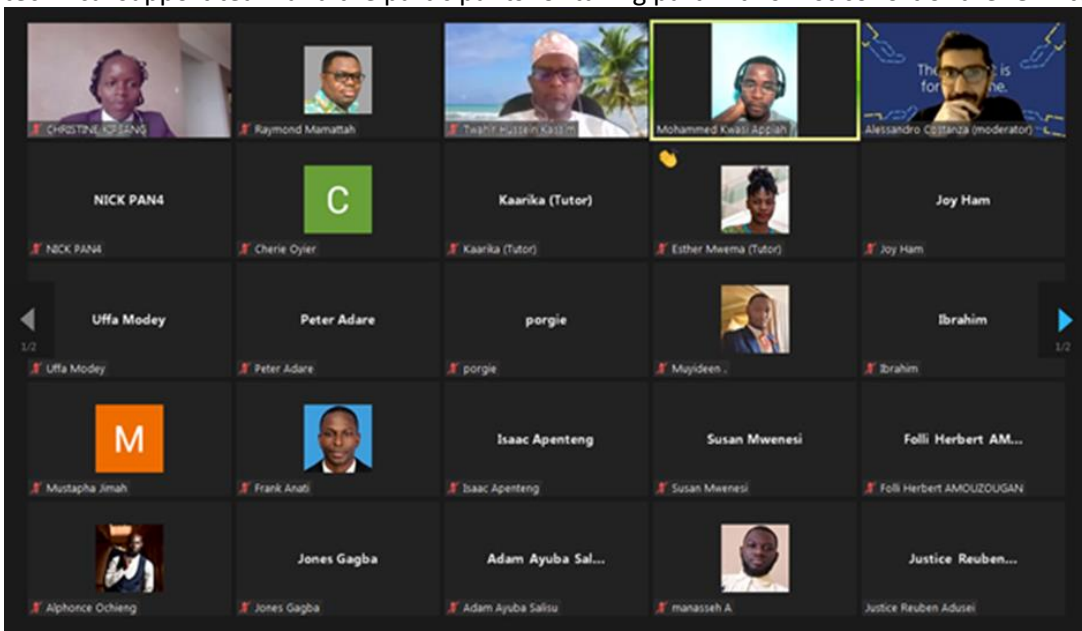 CHRISTINE KIPSANG
Raymond Mamattah
Twahir Hussein Kassim
Mohammed Kwasi Appiah
The is
for ne.
Alessandro Costanza (moderator)
NICK PAN4
NICK PAN4
C
Cherie Oyier
Kaarika (Tutor)
Kaarika (Tutor)
Esther Mwema (Tutor)
Joy Ham
Joy Ham
1/2
Uffa Modey
Uffa Modey
Peter Adare
Peter Adare
porgie
porgie
Muyideen .
Ibrahim
Ibrahim
1/2
M
Mustapha Jimah
Frank Anati
Isaac Apenteng
Isaac Apenteng
Susan Mwenesi
Susan Mwenesi
Folli Herbert AM...
Folli Herbert AMOUZOUGAN
Alphonce Ochieng
Jones Gagba
Jones Gagba
Adam Ayuba Sal...
Adam Ayuba Salisu
manasseh A
Justice Reuben...
Justice Reuben Adusei